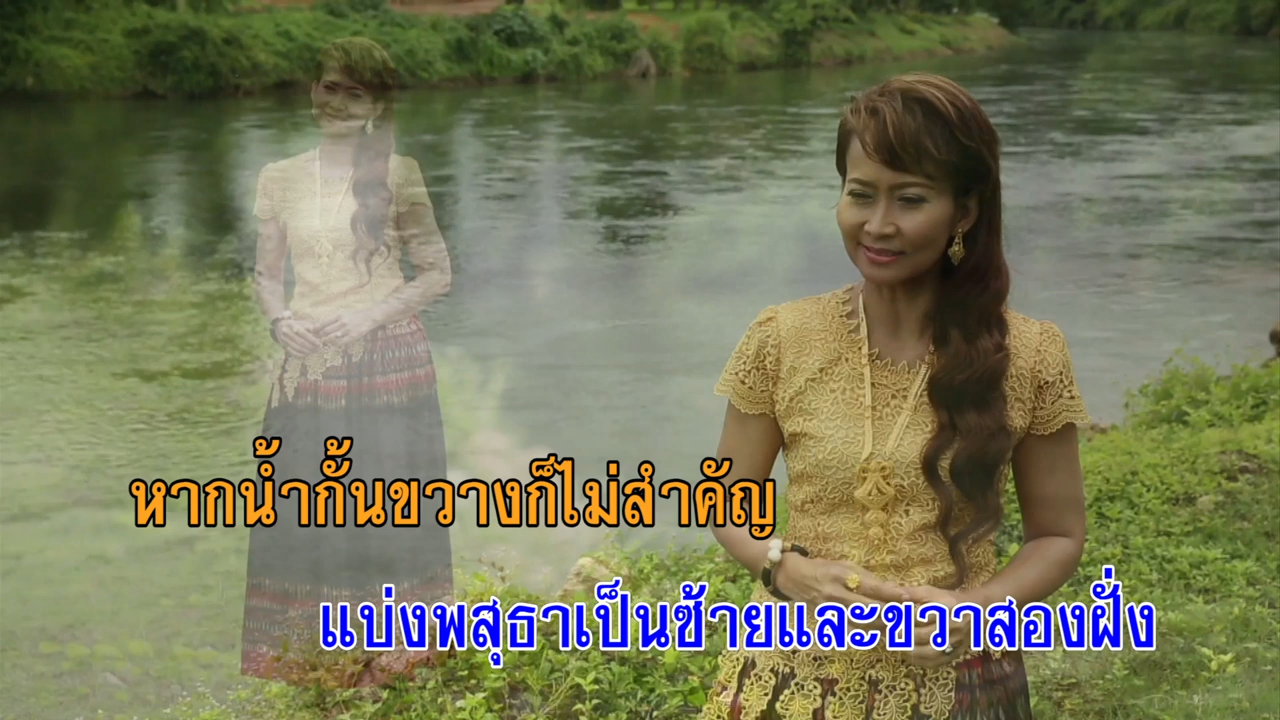 หากน้ำกั้นขวางก็ไม่สำคัญ
แบ่งพสุธาเป็นซ้ายและขวาสองฝั่ง